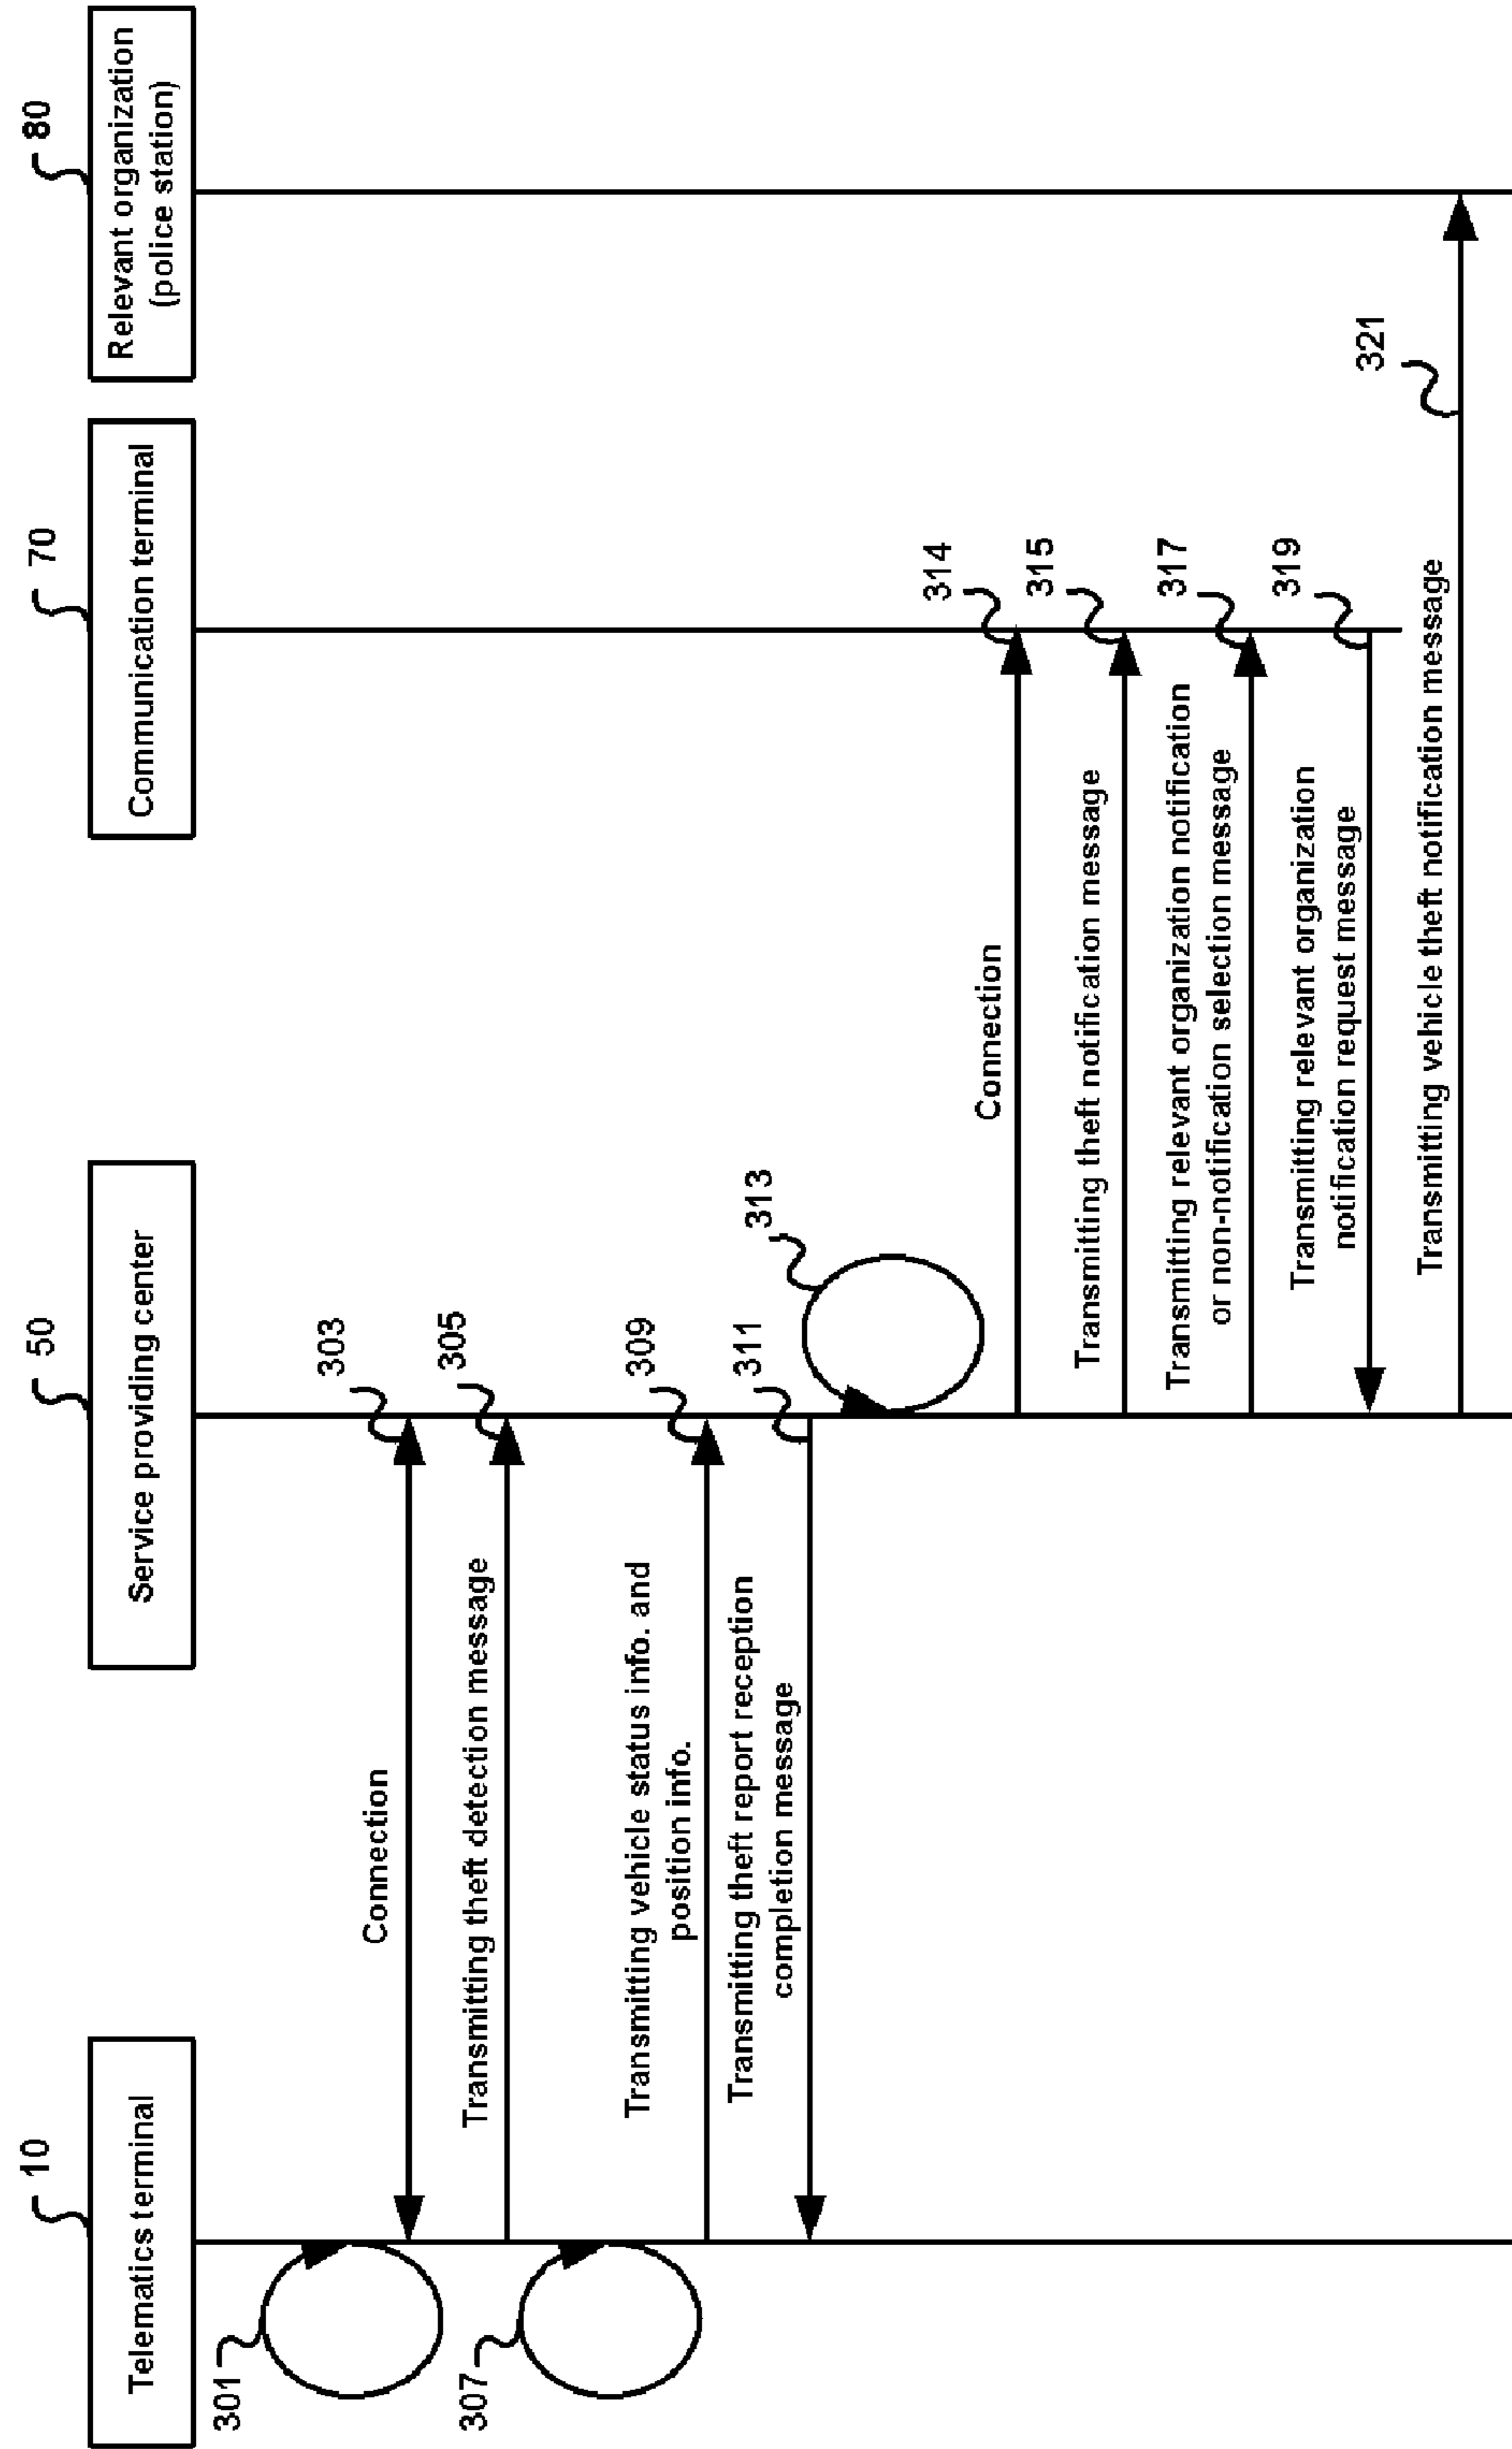 10
Telematics terminal
50
Service providing center
70
Communication terminal
80
Relevant organization
(police station)
301
303
Connection
305
Transmitting theft detection message
307
309
Transmitting vehicle status info. and
position info.
311
Transmitting theft report reception
completion message
313
314
Connection
315
Transmitting theft notification message
317
Transmitting relevant organization notification
or non-notification selection message
319
Transmitting relevant organization
notification request message
321
Transmitting vehicle theft notification message